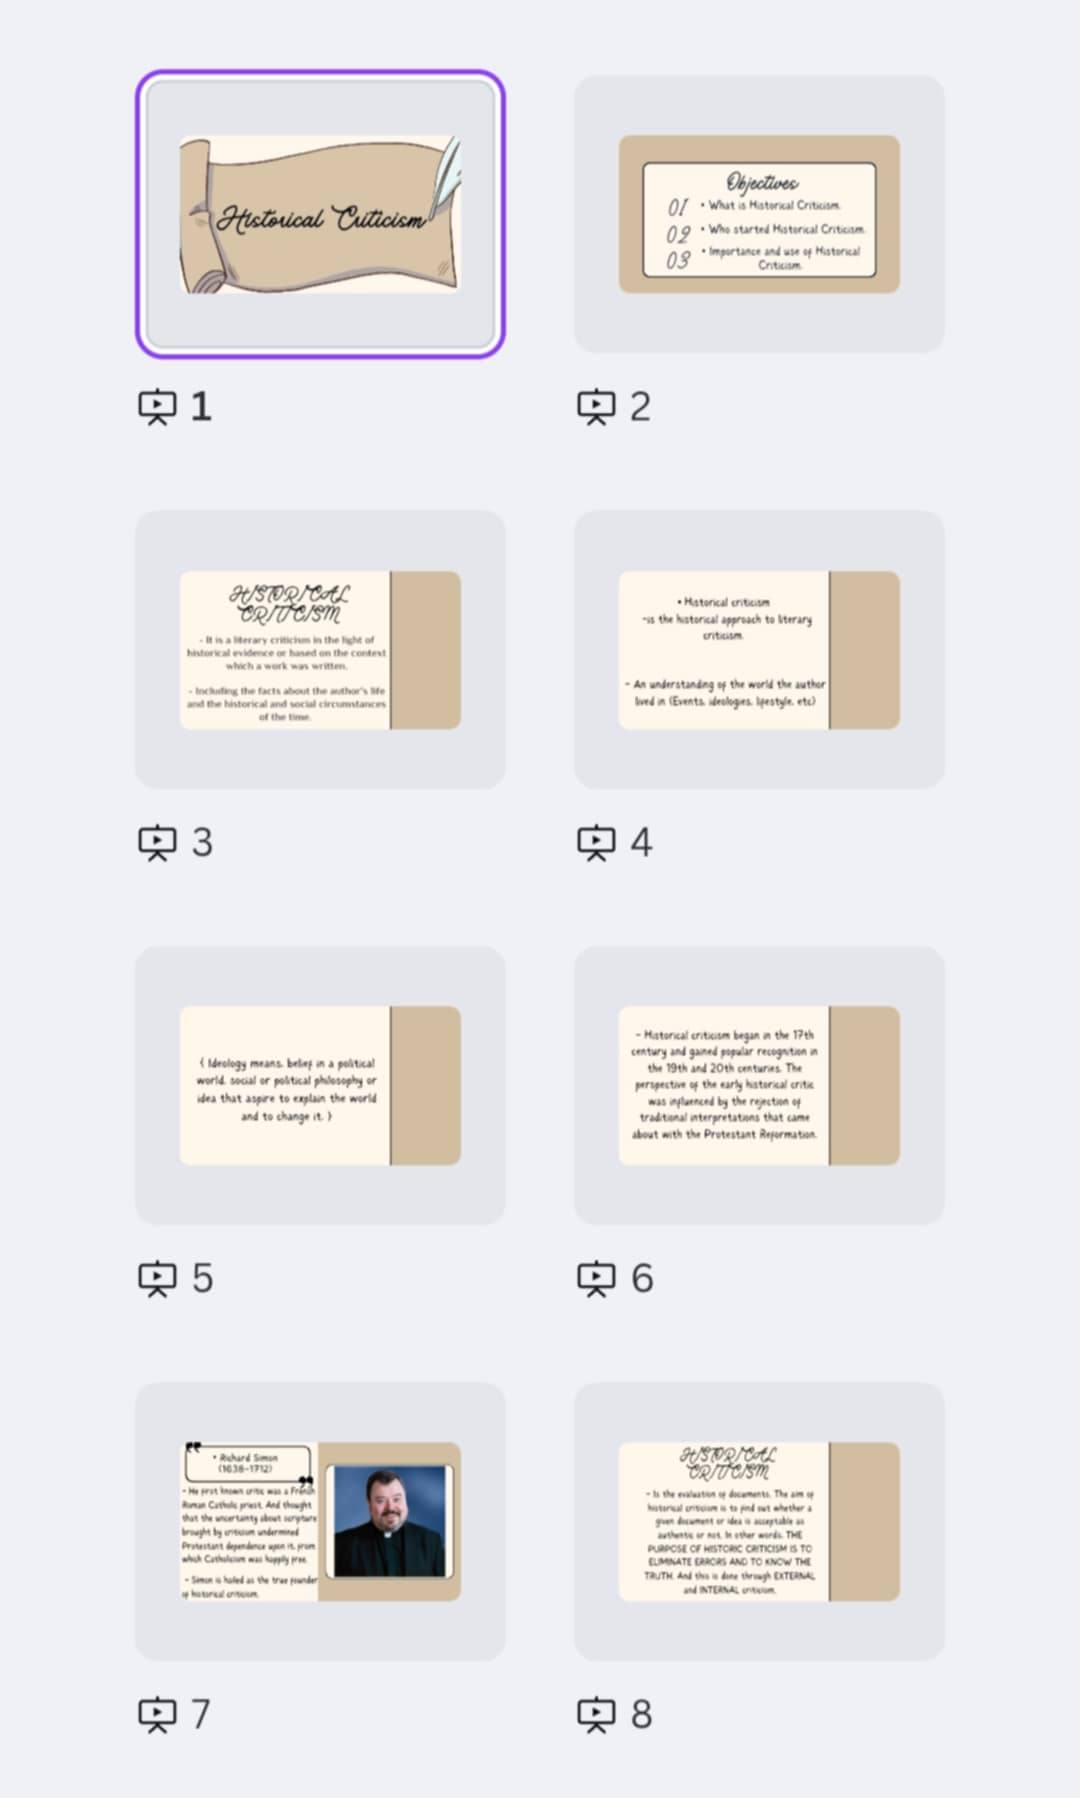 Historical Criticism
1
Objectives
01 • What is Historical Criticism.
02 • Who started Historical Criticism.
03 • Importance and use of Historical
Criticism.
2
HISTORICAL
CRITICISM
- It is a literary criticism in the light of
historical evidence or based on the context
which a work was written.
- Including the facts about the author's life
and the historical and social circumstances
of the time.
3
• Historical criticism
-is the historical approach to literary
criticism.
- An understanding of the world the author
lived in (Events, ideologies, lifestyle, etc)
4
( Ideology means, belief in a political
world, social or political philosophy or
idea that aspire to explain the world
and to change it. )
5
- Historical criticism began in the 17th
century and gained popular recognition in
the 19th and 20th centuries. The
perspective of the early historical critic
was influenced by the rejection of
traditional interpretations that came
about with the Protestant Reformation.
6
• Richard Simon
(1638-1712)
- He first known critic was a French
Roman Catholic priest. And thought
that the uncertainty about scripture
brought by criticism undermined
Protestant dependence upon it, from
which Catholicism was happily free.
- Simon is hailed as the true founder
of historical criticism.
7
HISTORICAL
CRITICISM
- Is the evaluation of documents. The aim of
historical criticism is to find out whether a
given document or idea is acceptable as
authentic or not. In other words, THE
PURPOSE OF HISTORIC CRITICISM IS TO
ELIMINATE ERRORS AND TO KNOW THE
TRUTH. And this is done through EXTERNAL
and INTERNAL criticism.
8